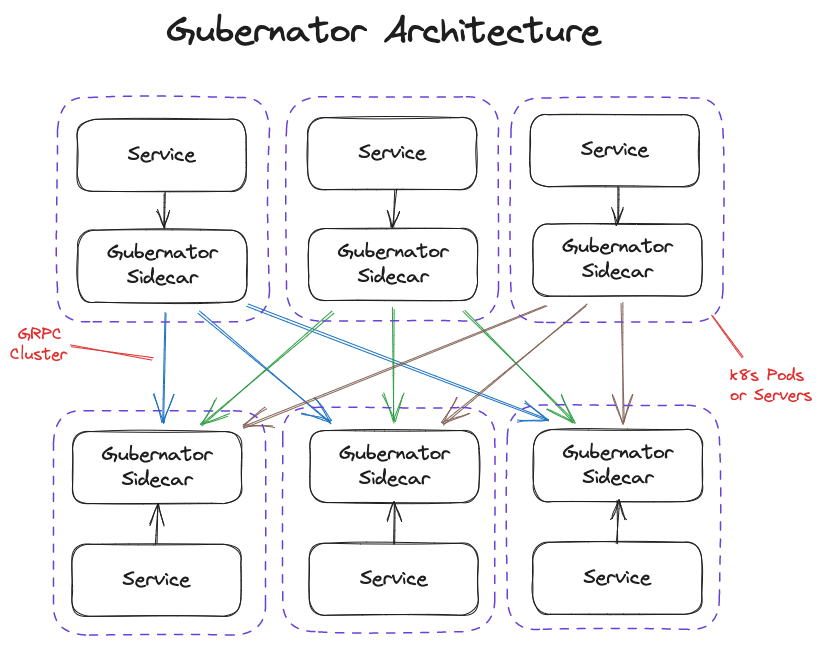 Gubernator Architecture
Service
Service
Service
Gubernator
Sidecar
Gubernator
Sidecar
Gubernator
Sidecar
GRPC
Cluster
k8s Pods
or Servers
Gubernator
Sidecar
Gubernator
Sidecar
Gubernator
Sidecar
Service
Service
Service